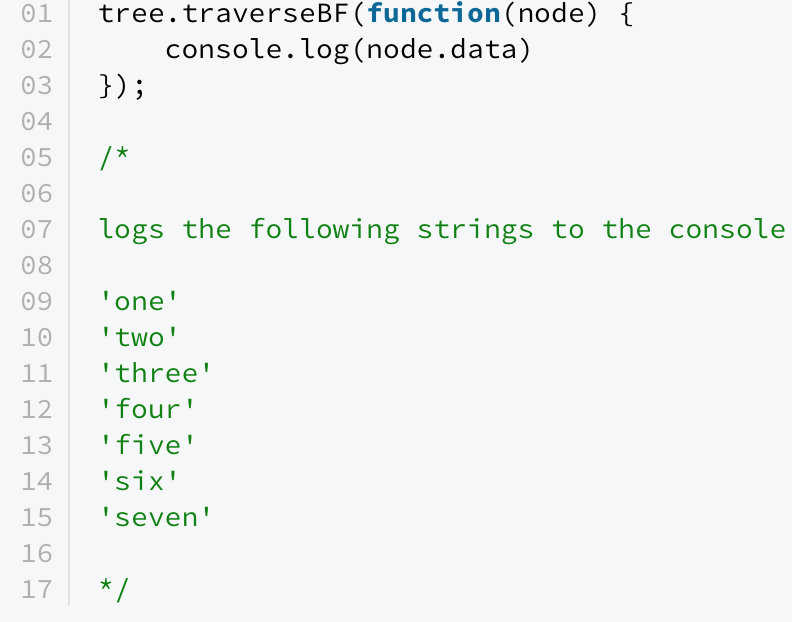 01 tree.traverseBF(function(node) {
02     console.log(node.data)
03 });
04
05 /*
06
07 logs the following strings to the console
08
09 'one'
10 'two'
11 'three'
12 'four'
13 'five'
14 'six'
15 'seven'
16
17 */